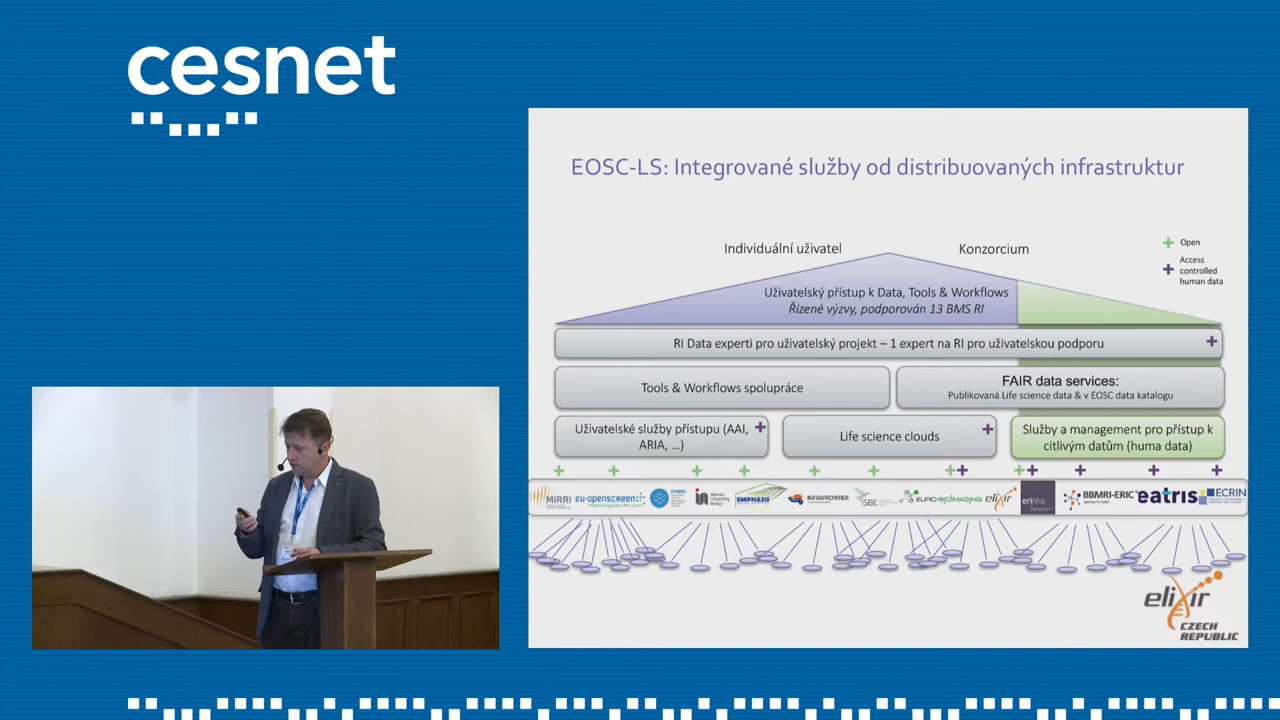 cesnet
EOSC-LS: Integrované služby od distribuovaných infrastruktur
Individuální uživatel
Konzorcium
Open
Access
controlled
human data
Uživatelský přístup k Data, Tools & Workflows
Řízené výzvy, podporován 13 BMS RI
RI Data experti pro uživatelský projekt – 1 expert na RI pro uživatelskou podporu
Tools & Workflows spolupráce
FAIR data services:
Publikovaná Life science data & v EOSC data katalogu
Uživatelské služby přístupu (AAI,
ARIA, ...)
Life science clouds
Služby a management pro přístup k
citlivým datům (huma data)
MIRRI
EU-OPENSCREEN
EMBRC
EMPHASIS
INFRAFRONTIER
ISBE
EURO-BIOIMAGING
elixir
erinha
BBMRI-ERIC
eatris
ECRIN
elixir
CZECH
REPUBLIC